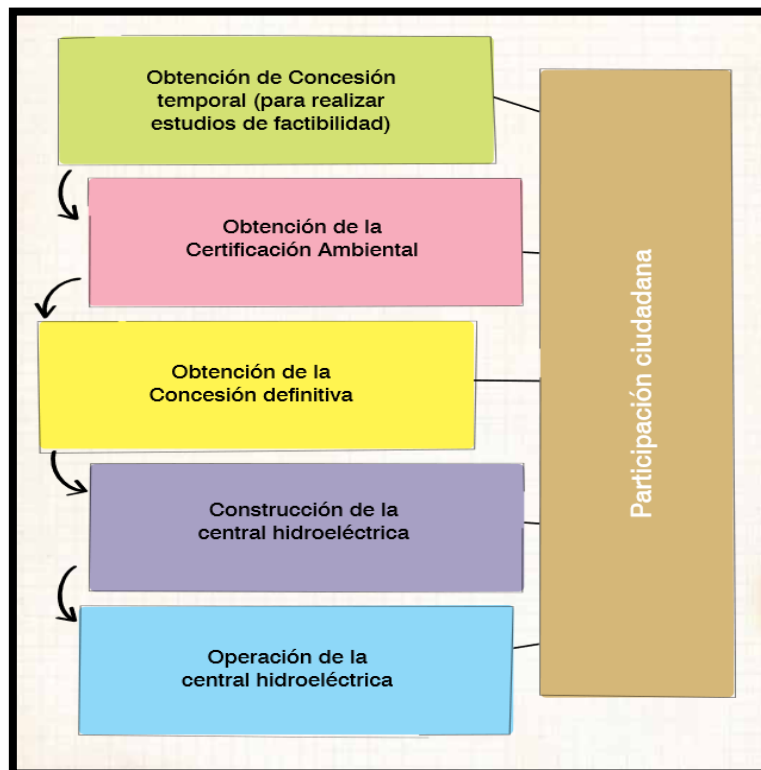 Obtención de Concesión
temporal (para realizar
estudios de factibilidad)
Obtención de la
Certificación Ambiental
Obtención de la
Concesión definitiva
Construcción de la
central hidroeléctrica
Operación de la
central hidroeléctrica
Participación ciudadana